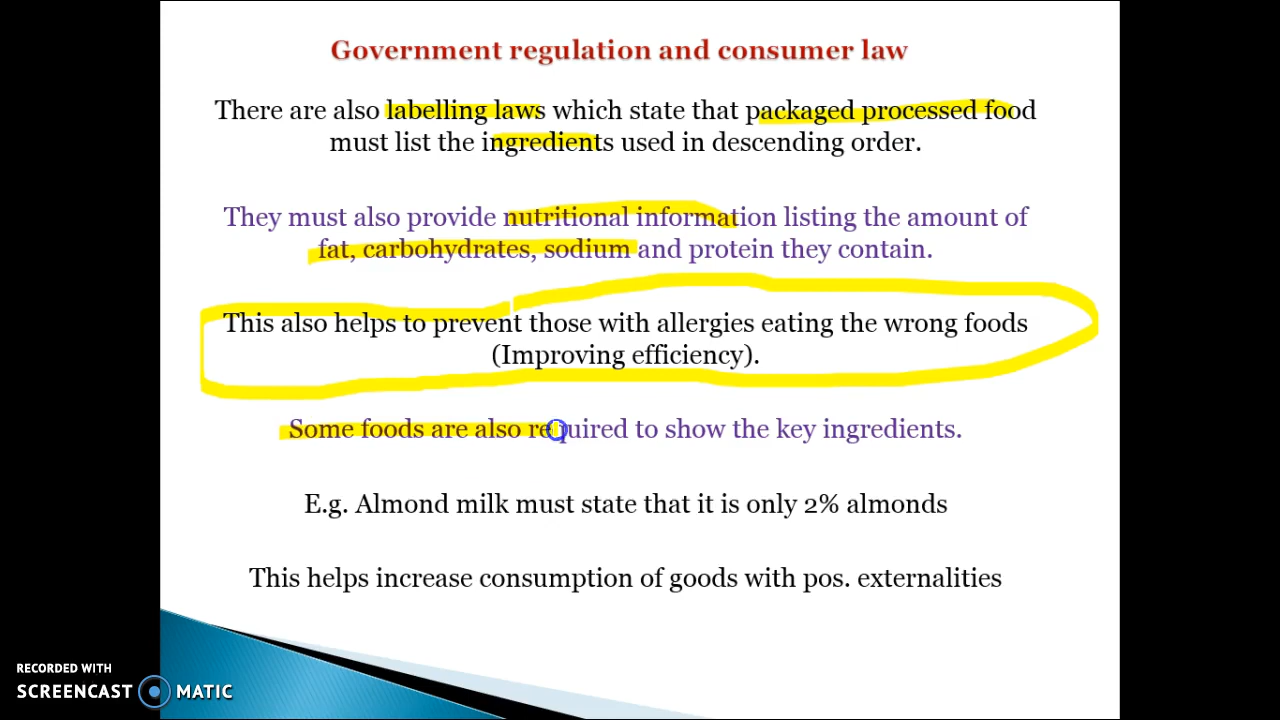 Government regulation and consumer law
There are also labelling laws which state that packaged processed food
must list the ingredients used in descending order.
They must also provide nutritional information listing the amount of
fat, carbohydrates, sodium and protein they contain.
This also helps to prevent those with allergies eating the wrong foods
(Improving efficiency).
Some foods are also required to show the key ingredients.
E.g. Almond milk must state that it is only 2% almonds
This helps increase consumption of goods with pos. externalities
RECORDED WITH
SCREENCAST MATIC